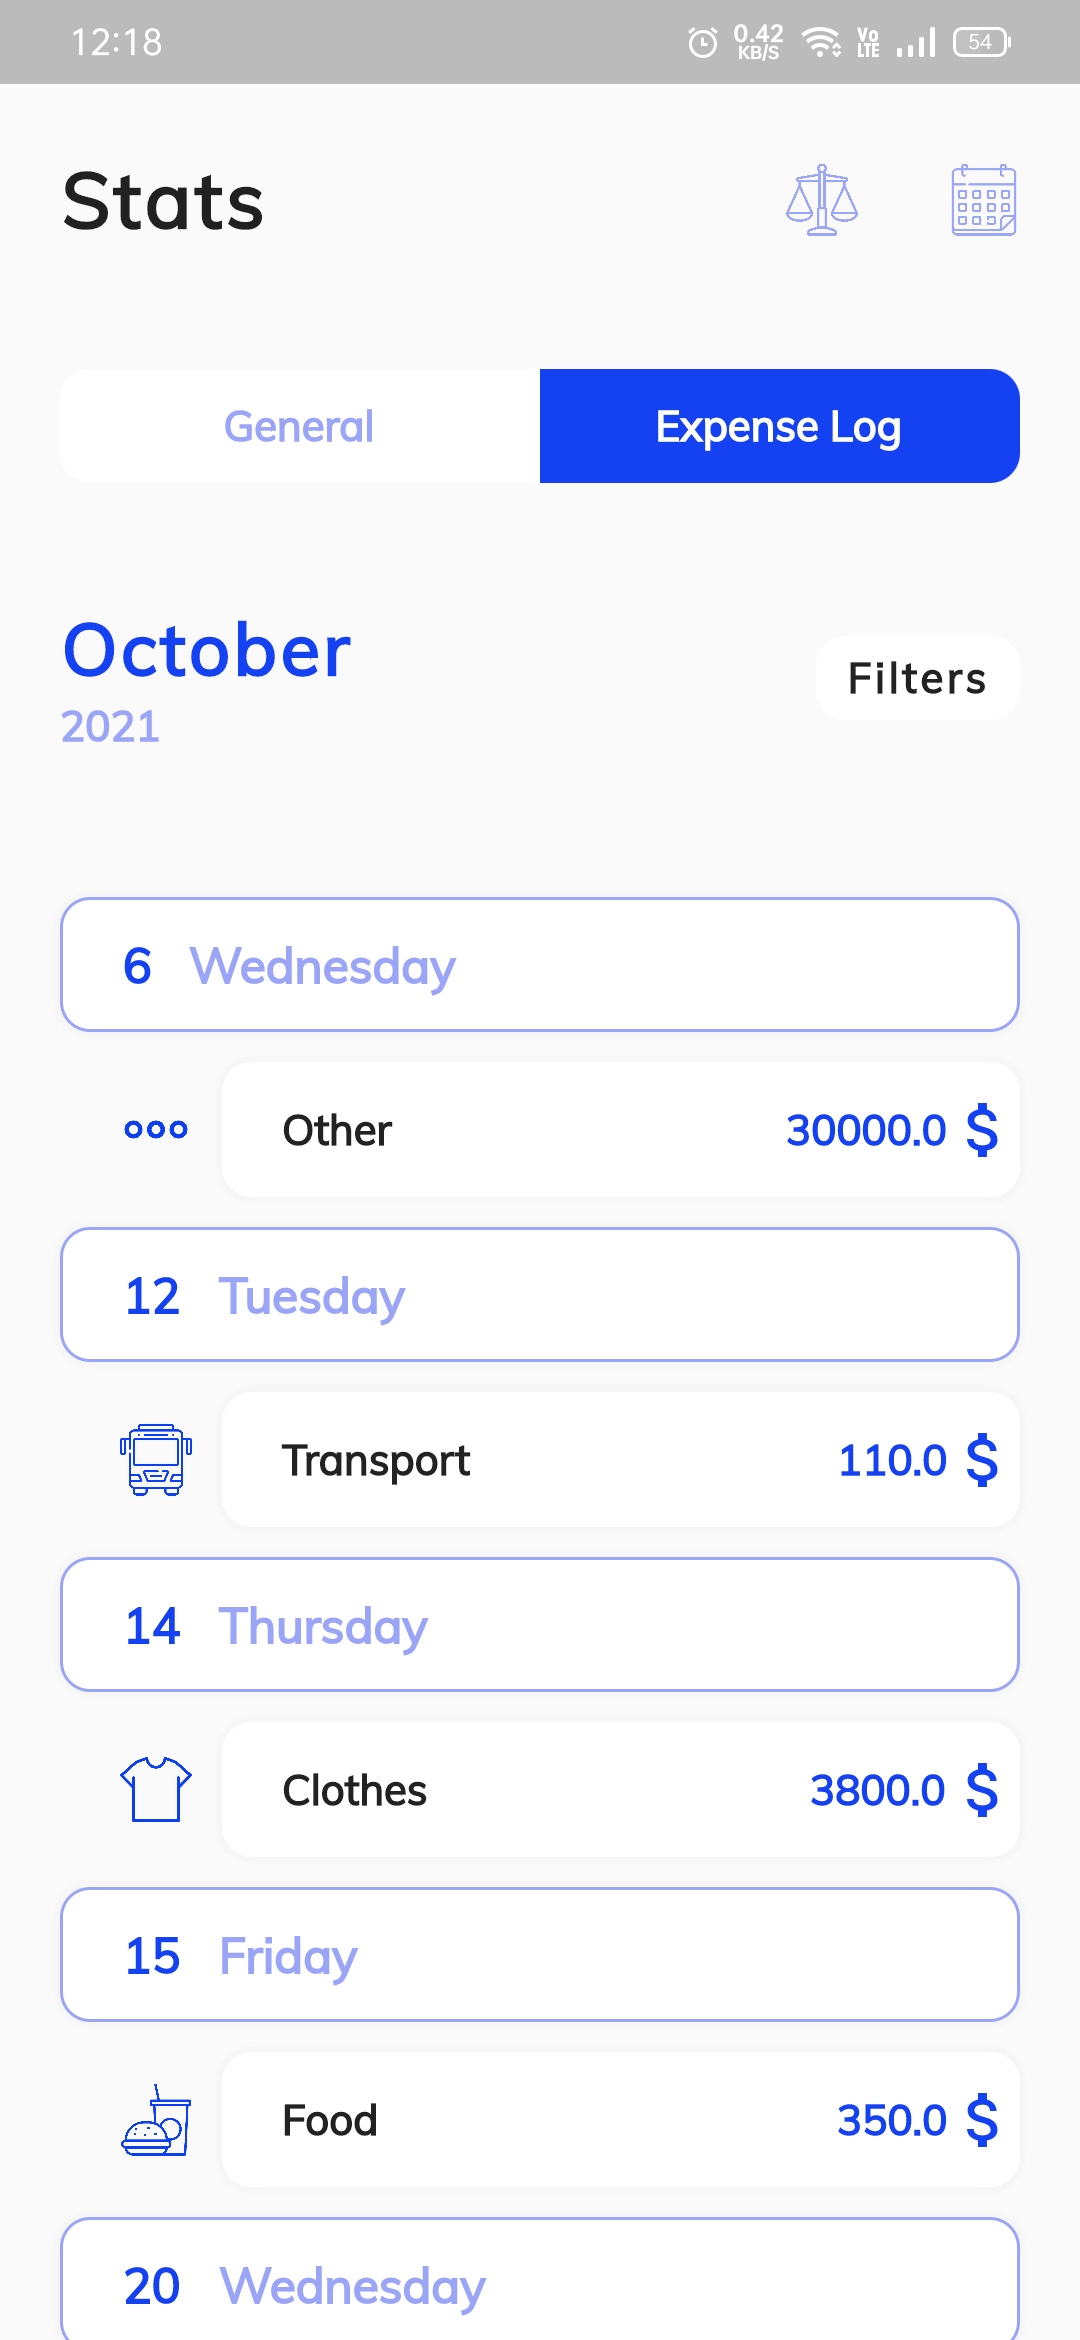 12:18
0.42
KB/S
Vo
LTE
54
Stats
General
Expense Log
October
2021
Filters
6 Wednesday
Other 30000.0 $
12 Tuesday
Transport 110.0 $
14 Thursday
Clothes 3800.0 $
15 Friday
Food 350.0 $
20 Wednesday